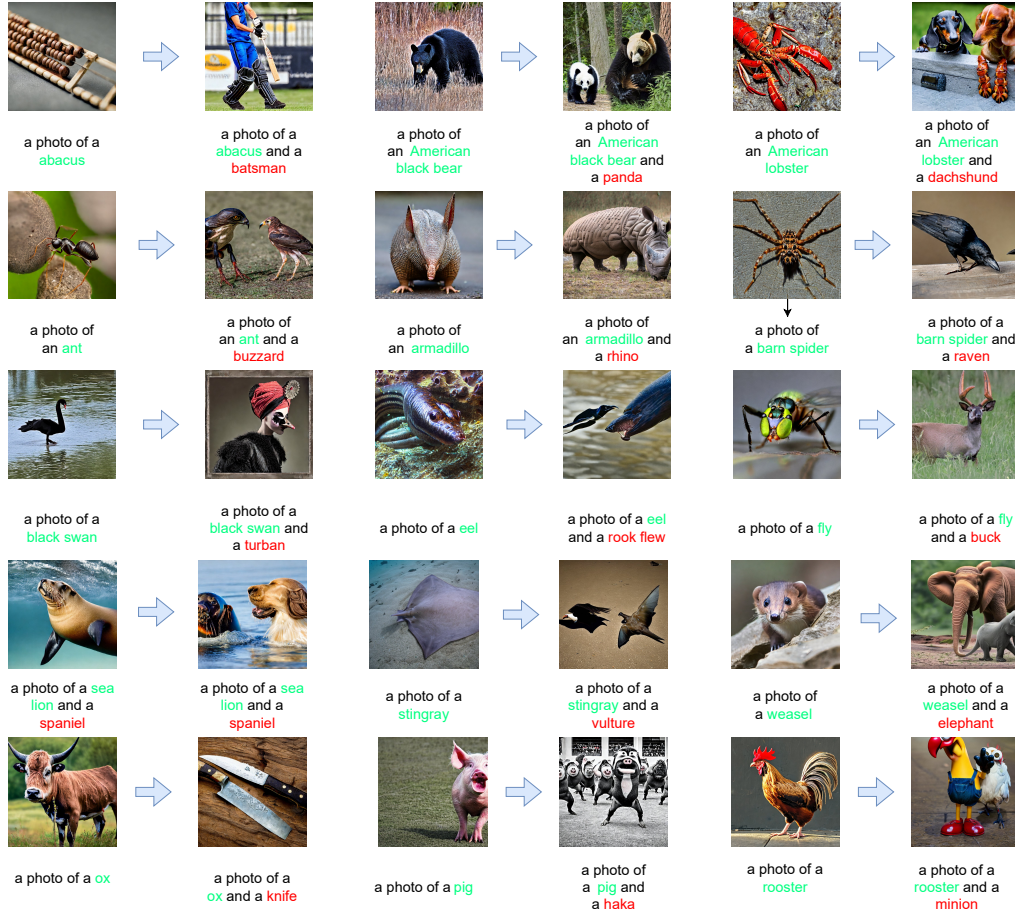 a photo of a
abacus
a photo of a
abacus and a
batsman
a photo of
an American
black bear
a photo of
an American
black bear and
a panda
a photo of
an American
lobster
a photo of
an American
lobster and
a dachshund
a photo of
an ant
a photo of
an ant and a
buzzard
a photo of
an armadillo
a photo of
an armadillo and
a rhino
a photo of
a barn spider
a photo of a
barn spider and
a raven
a photo of a
black swan
a photo of a
black swan and
a turban
a photo of a eel
a photo of a eel
and a rook flew
a photo of a fly
a photo of a fly
and a buck
a photo of a sea
lion and a
spaniel
a photo of a sea
lion and a
spaniel
a photo of a
stingray
a photo of a
stingray and a
vulture
a photo of
a weasel
a photo of a
weasel and a
elephant
a photo of a ox
a photo of a
ox and a knife
a photo of a pig
a photo of
a pig and
a haka
a photo of a
rooster
a photo of a
rooster and a
minion